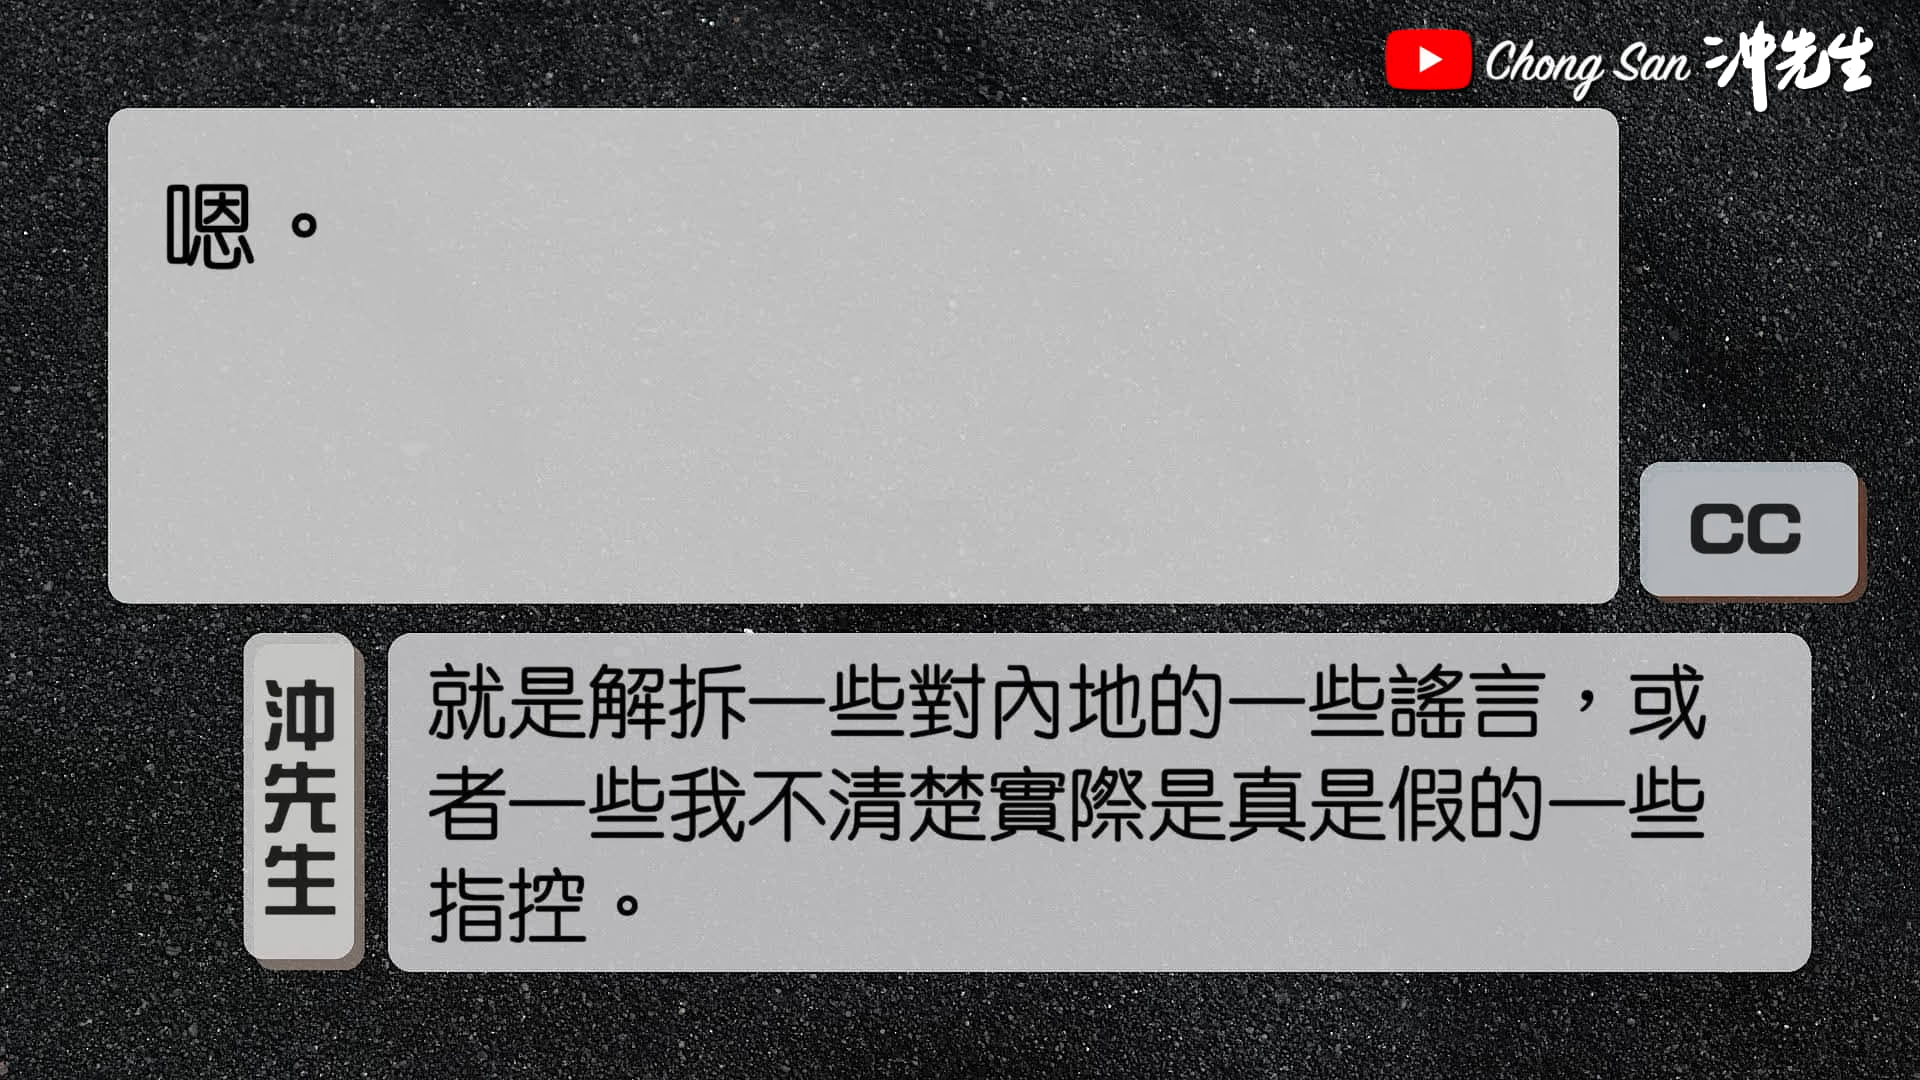 Chong San 沖先生
嗯。
CC
沖先生
就是解拆一些對內地的一些謠言，或
者一些我不清楚實際是真是假的一些
指控。